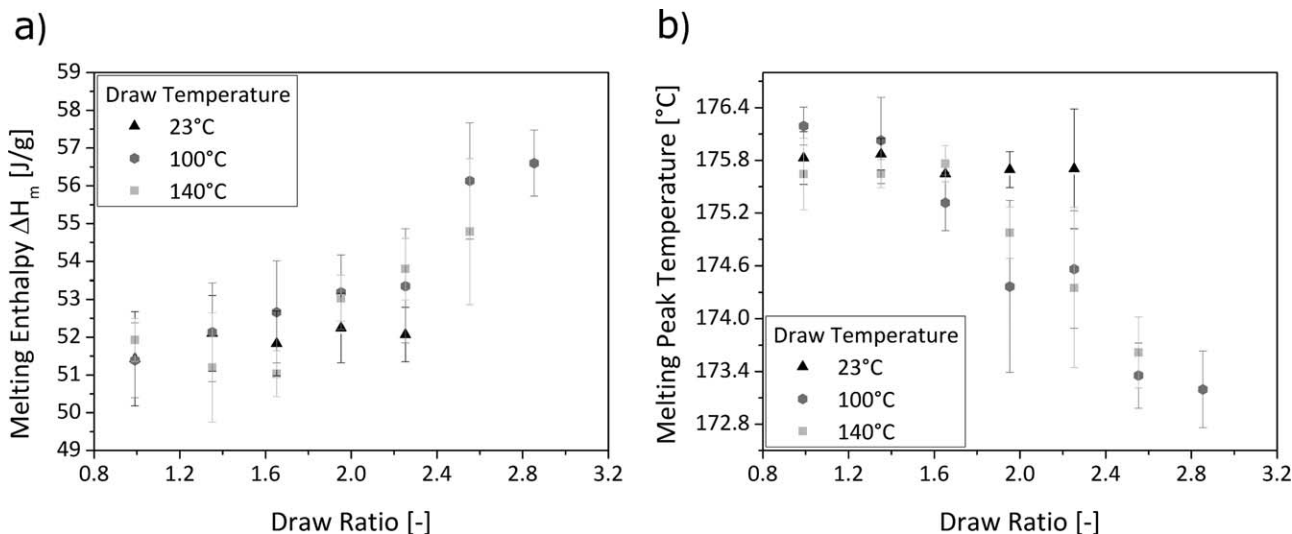 a)
Melting Enthalpy ΔHm [J/g]
59
58
57
56
55
54
53
52
51
50
49
Draw Temperature
23°C
100°C
140°C
0.8 1.2 1.6 2.0 2.4 2.8 3.2
Draw Ratio [-]
b)
Melting Peak Temperature [°C]
176.4
175.8
175.2
174.6
174.0
173.4
172.8
Draw Temperature
23°C
100°C
140°C
0.8 1.2 1.6 2.0 2.4 2.8 3.2
Draw Ratio [-]